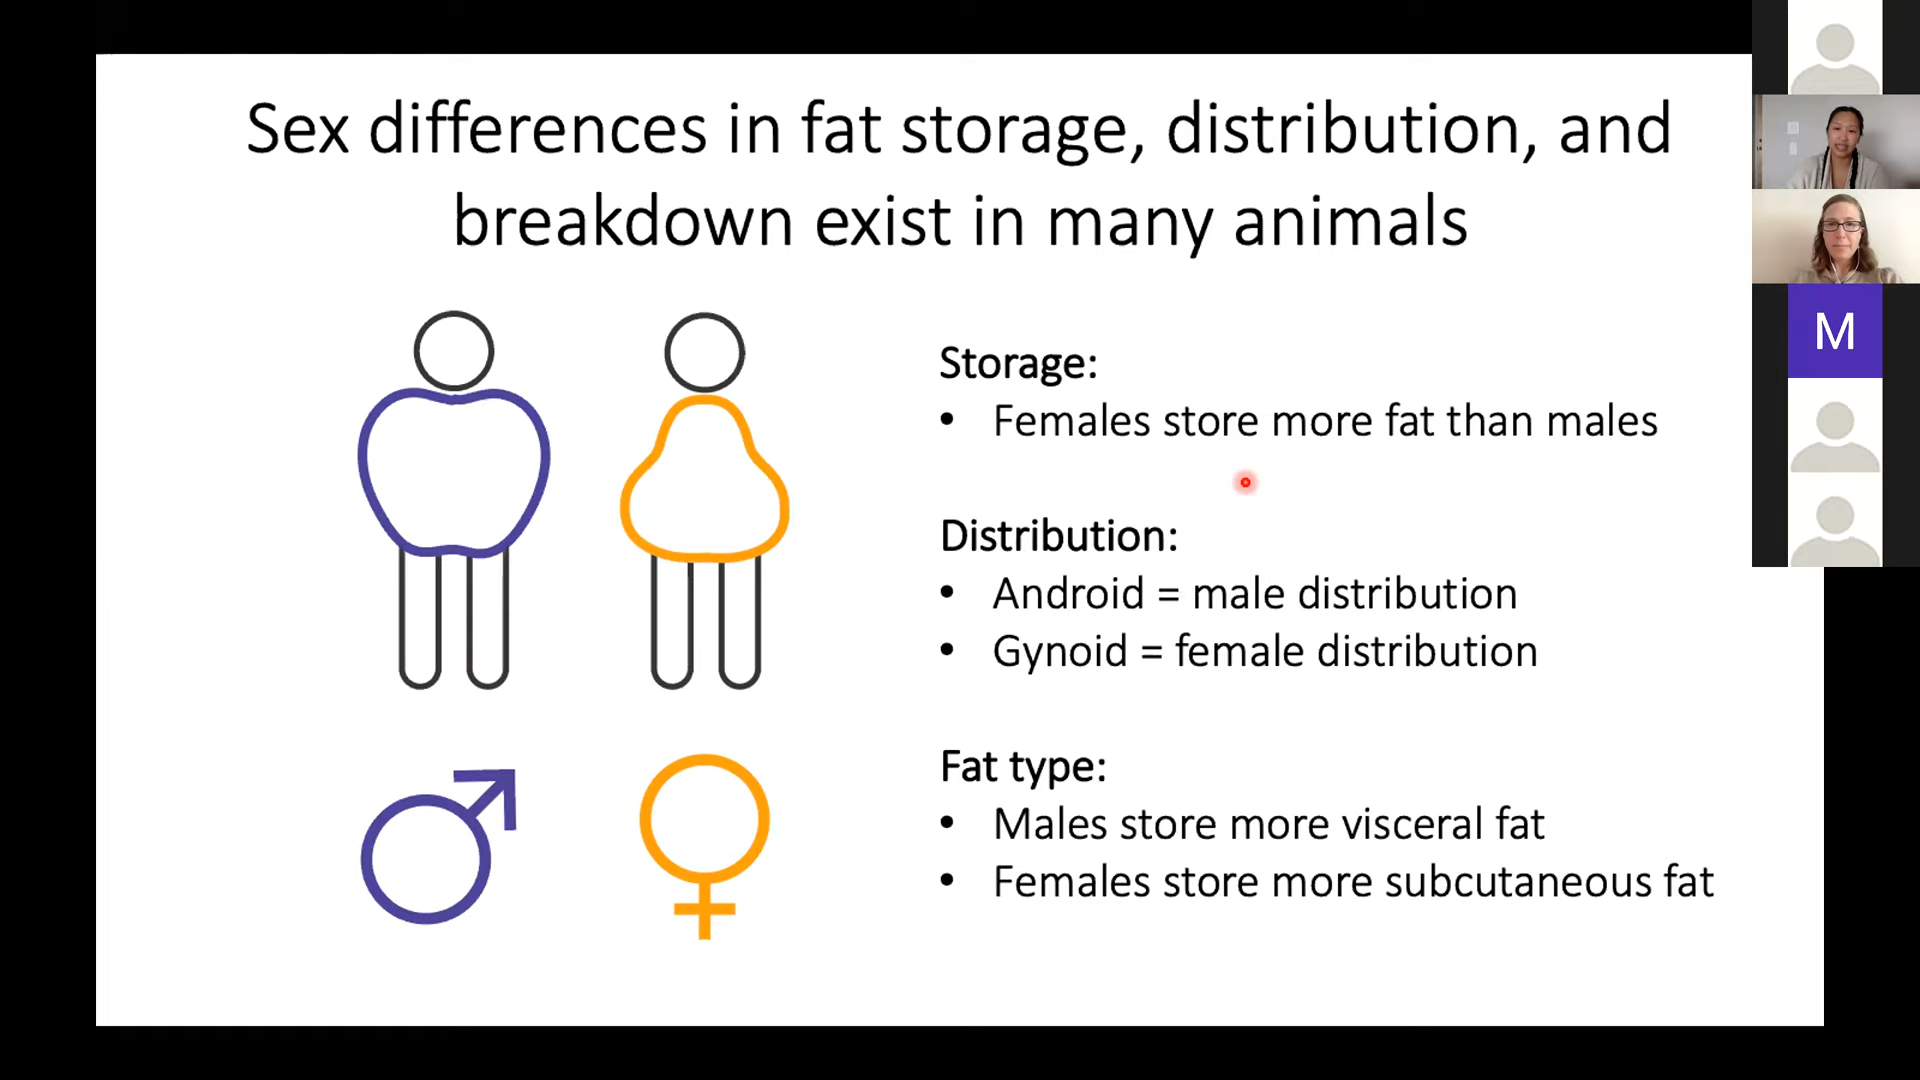 Sex differences in fat storage, distribution, and
breakdown exist in many animals
Storage:
• Females store more fat than males
Distribution:
• Android = male distribution
• Gynoid = female distribution
Fat type:
• Males store more visceral fat
• Females store more subcutaneous fat
M